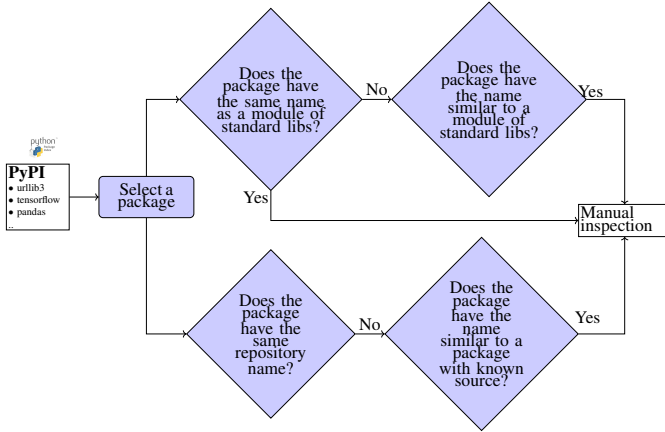 python
PyPI
• urllib3
• tensorflow
• pandas
..
Select a
package
Does the
package have
the same name
as a module of
standard libs?
No
Does the
package have
the name
similar to a
module of
standard libs?
Yes
Yes
Manual
inspection
Does the
package
have the
same
repository
name?
No
Does the
package
have the
name
similar to a
package
with known
source?
Yes